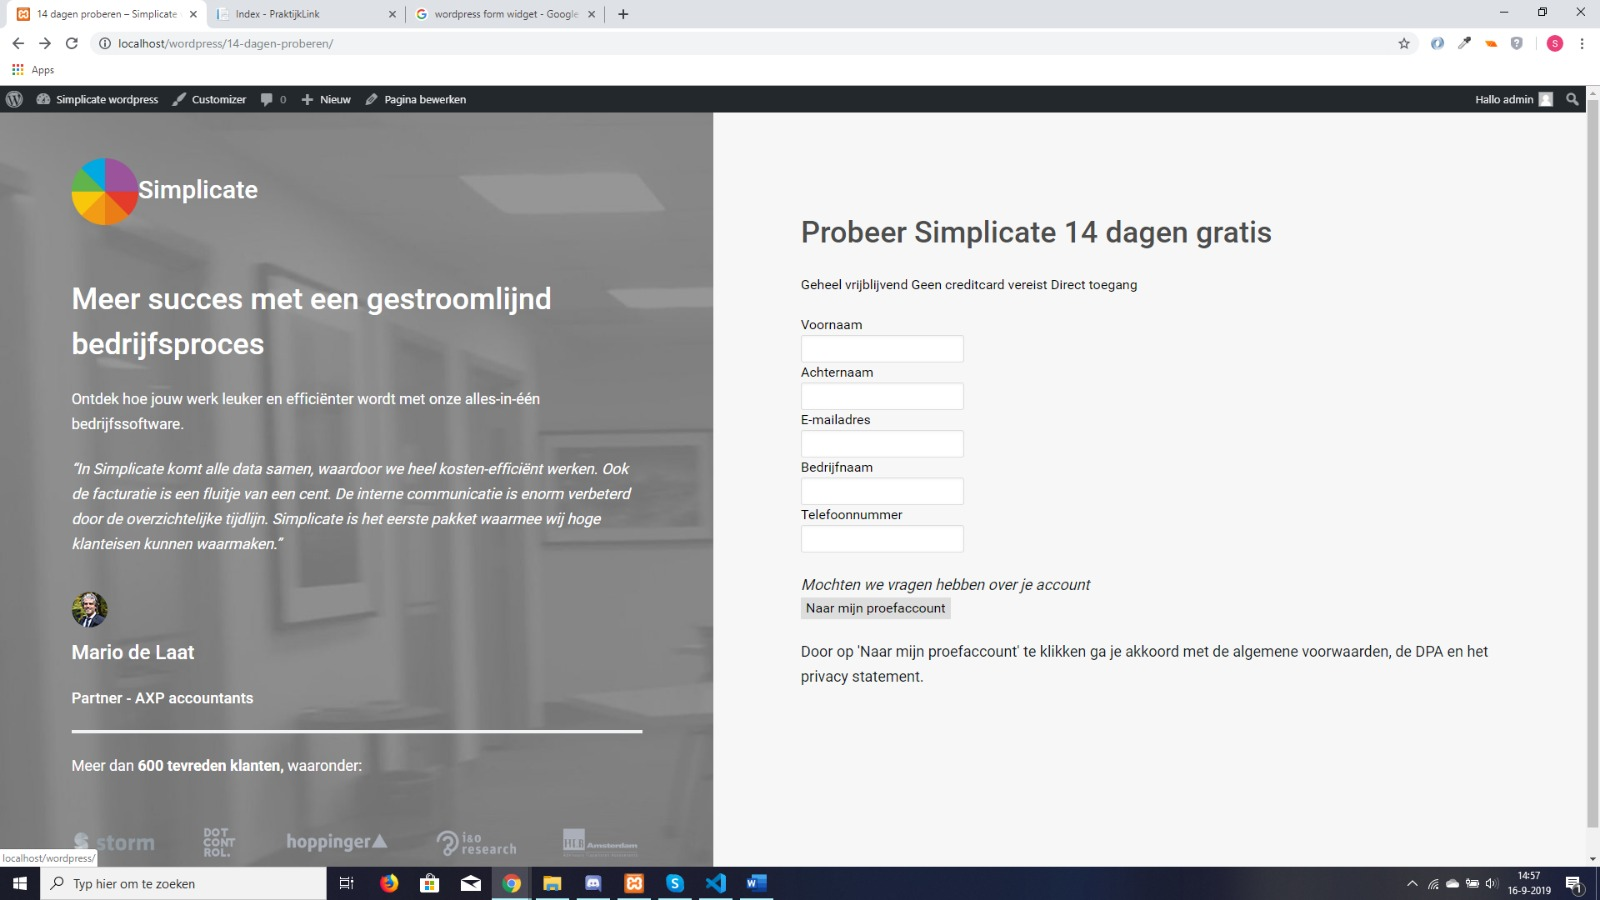 14 dagen proberen – Simplicate
Index - PraktijkLink
wordpress form widget - Google
localhost/wordpress/14-dagen-proberen/
S
Apps
Simplicate wordpress
Customizer
0
Nieuw
Pagina bewerken
Hallo admin
Simplicate
Meer succes met een gestroomlijnd
bedrijfsproces
Ontdek hoe jouw werk leuker en efficiënter wordt met onze alles-in-één
bedrijfssoftware.
“In Simplicate komt alle data samen, waardoor we heel kosten-efficiënt werken. Ook
de facturatie is een fluitje van een cent. De interne communicatie is enorm verbeterd
door de overzichtelijke tijdlijn. Simplicate is het eerste pakket waarmee wij hoge
klanteisen kunnen waarmaken.”
Mario de Laat
Partner - AXP accountants
Meer dan 600 tevreden klanten, waaronder:
storm
DOT
CONT
ROL.
hoppinger
i&o
research
HLB Amsterdam
Probeer Simplicate 14 dagen gratis
Geheel vrijblijvend Geen creditcard vereist Direct toegang
Voornaam
Achternaam
E-mailadres
Bedrijfnaam
Telefoonnummer
Mochten we vragen hebben over je account
Naar mijn proefaccount
Door op 'Naar mijn proefaccount' te klikken ga je akkoord met de algemene voorwaarden, de DPA en het
privacy statement.
localhost/wordpress/
Typ hier om te zoeken
14:57
16-9-2019
1